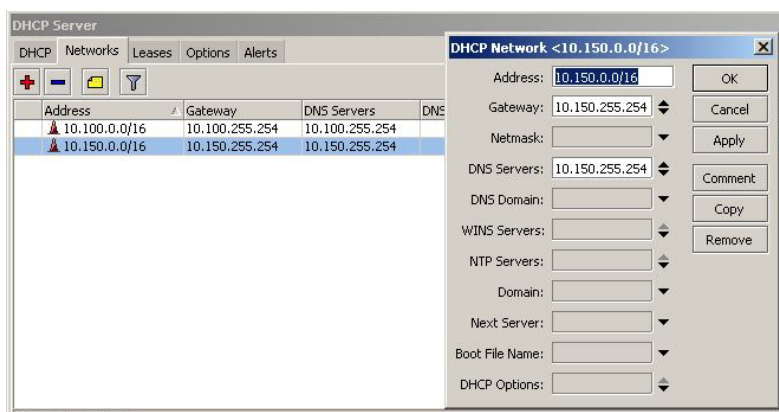 DHCP Server
DHCP Networks Leases Options Alerts
Address Gateway DNS Servers DNS
10.100.0.0/16 10.100.255.254 10.100.255.254
10.150.0.0/16 10.150.255.254 10.150.255.254
DHCP Network <10.150.0.0/16>
Address: 10.150.0.0/16 OK
Gateway: 10.150.255.254 Cancel
Netmask: Apply
DNS Servers: 10.150.255.254 Comment
DNS Domain: Copy
WINS Servers: Remove
NTP Servers:
Domain:
Next Server:
Boot File Name:
DHCP Options: